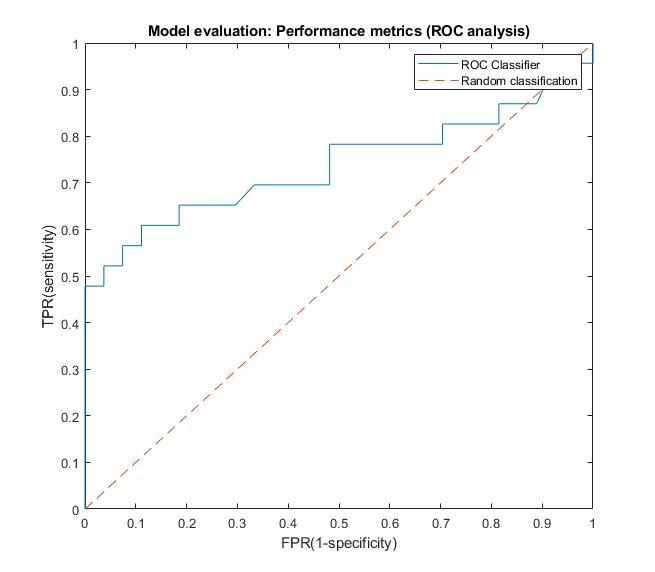 Model evaluation: Performance metrics (ROC analysis)
1
0.9
0.8
0.7
0.6
0.5
0.4
0.3
0.2
0.1
0
TPR(sensitivity)
ROC Classifier
Random classification
0 0.1 0.2 0.3 0.4 0.5 0.6 0.7 0.8 0.9 1
FPR(1-specificity)